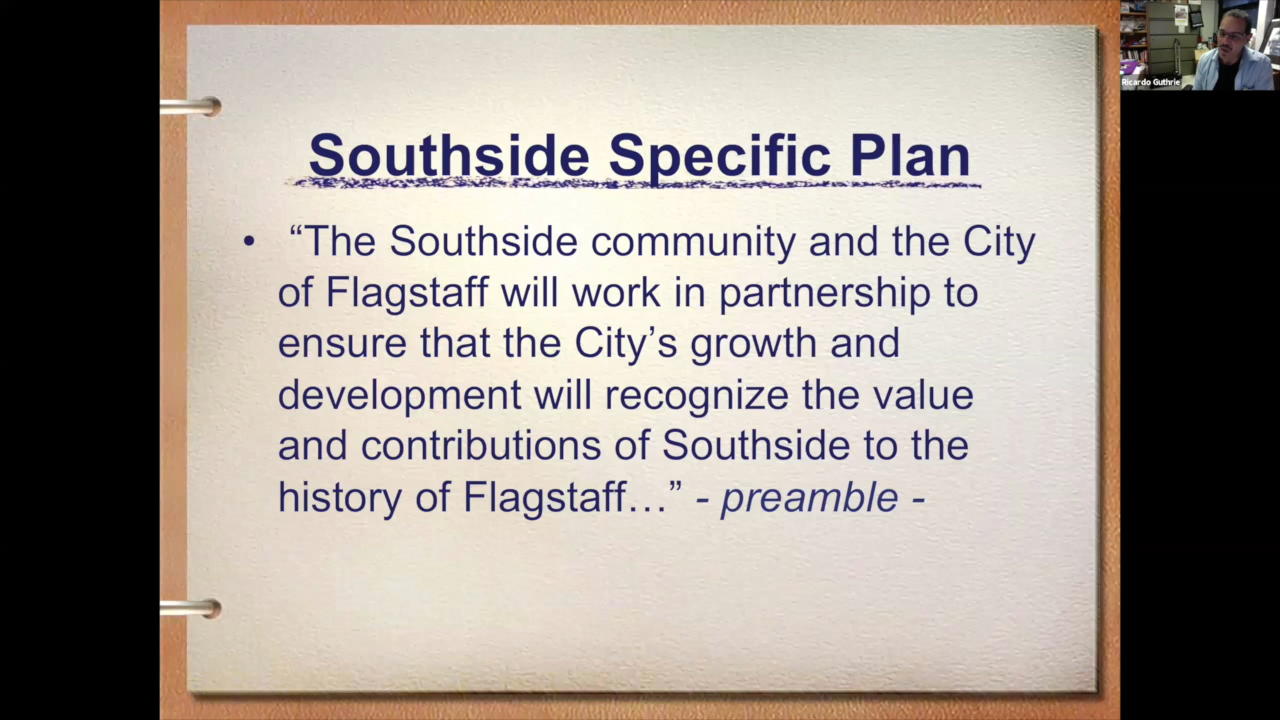 Southside Specific Plan
• “The Southside community and the City
of Flagstaff will work in partnership to
ensure that the City’s growth and
development will recognize the value
and contributions of Southside to the
history of Flagstaff…” - preamble -
Ricardo Guthrie